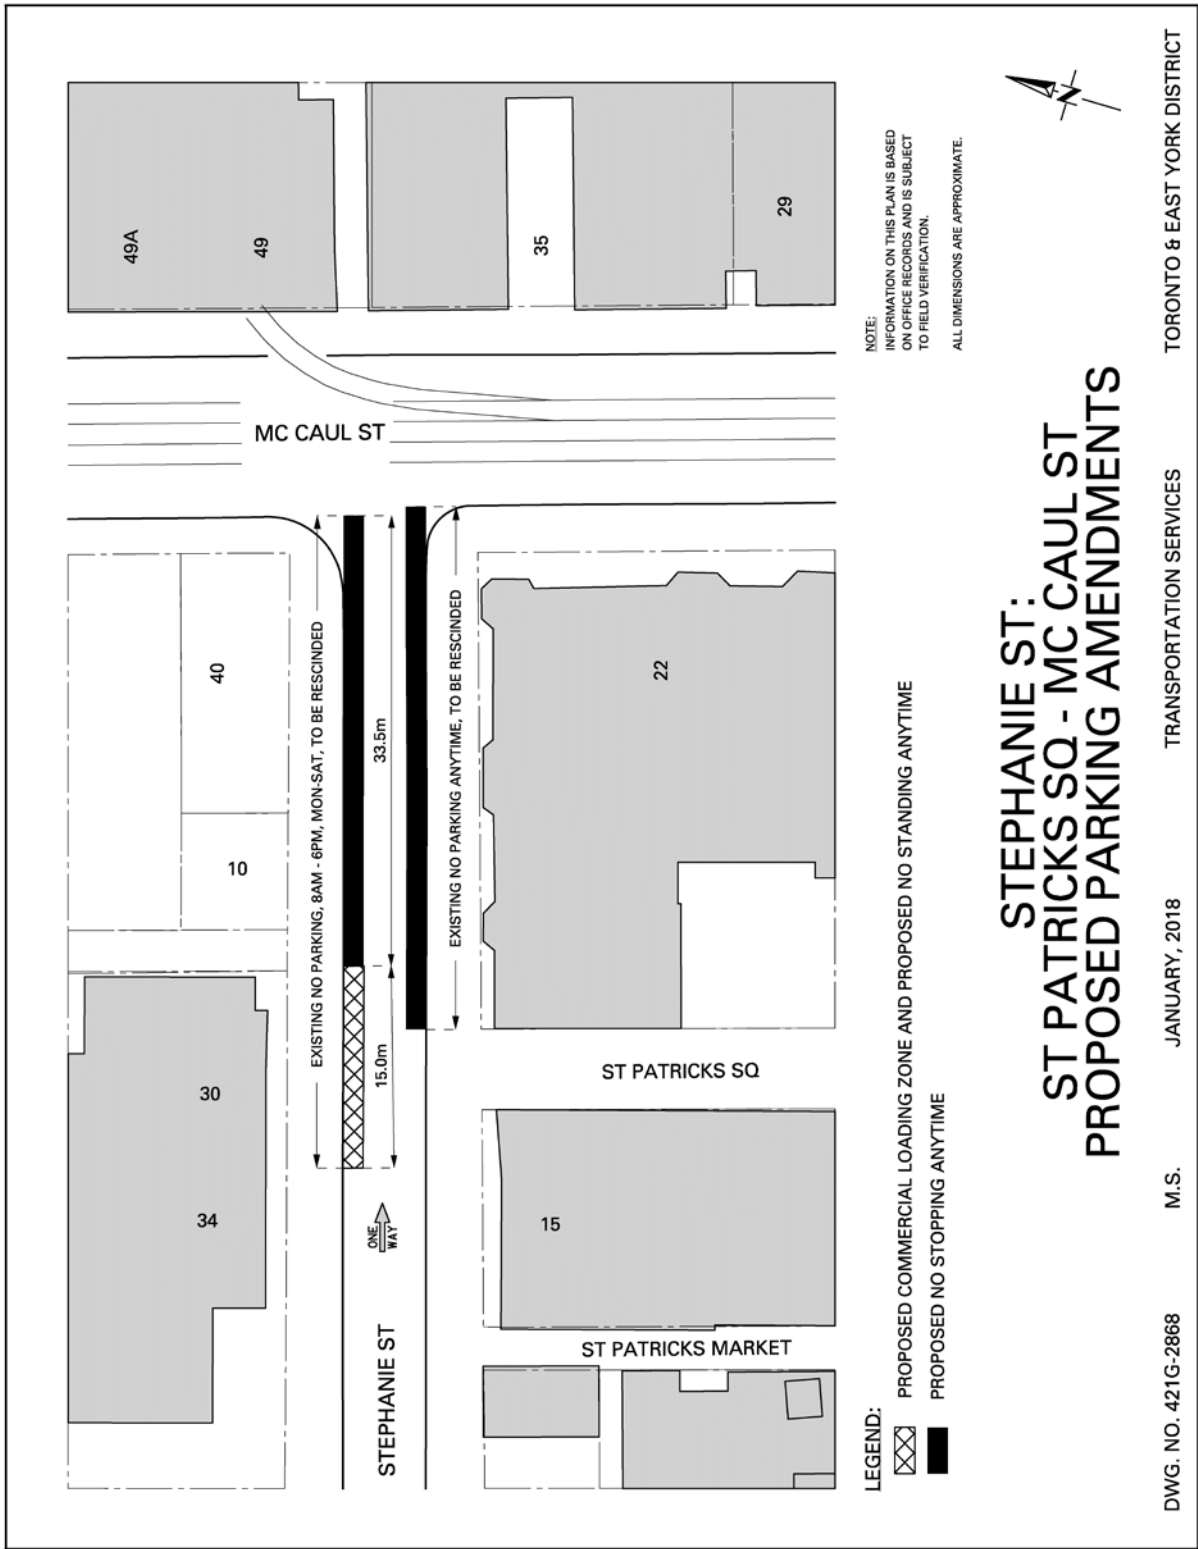 49A
49
35
29
MC CAUL ST
40
10
30
34
EXISTING NO PARKING, 8AM - 6PM, MON-SAT, TO BE RESCINDED
33.5m
15.0m
EXISTING NO PARKING ANYTIME, TO BE RESCINDED
ONE
WAY
STEPHANIE ST
22
ST PATRICKS SQ
15
ST PATRICKS MARKET
NOTE:
INFORMATION ON THIS PLAN IS BASED
ON OFFICE RECORDS AND IS SUBJECT
TO FIELD VERIFICATION.
ALL DIMENSIONS ARE APPROXIMATE.
N
LEGEND:
PROPOSED COMMERCIAL LOADING ZONE AND PROPOSED NO STANDING ANYTIME
PROPOSED NO STOPPING ANYTIME
STEPHANIE ST:
ST PATRICKS SQ - MC CAUL ST
PROPOSED PARKING AMENDMENTS
DWG. NO. 421G-2868
M.S.
JANUARY, 2018
TRANSPORTATION SERVICES
TORONTO & EAST YORK DISTRICT